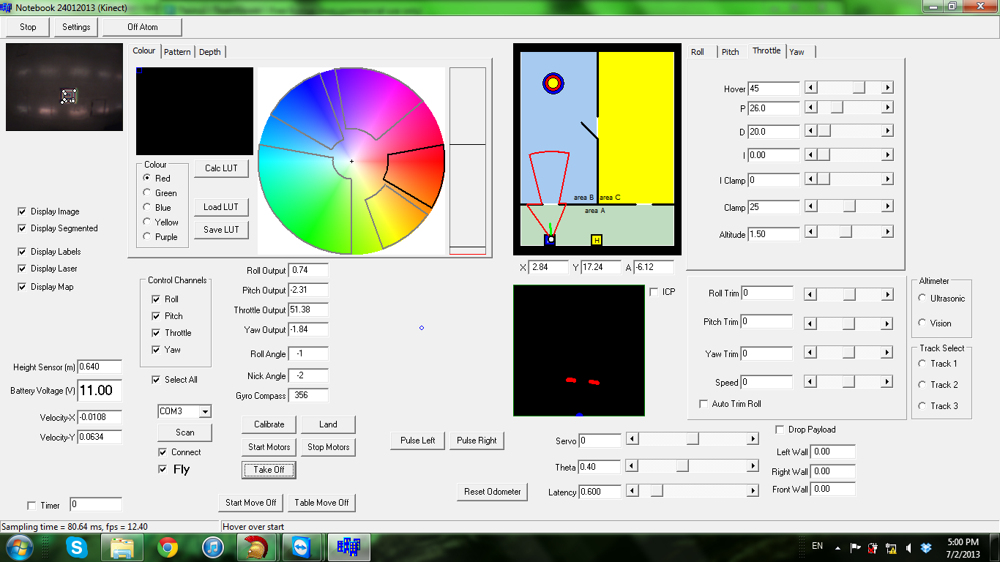 Notebook 24012013 (Kinect)
Stop Settings Off Atom
Colour Pattern Depth
Colour
Red
Green
Blue
Yellow
Purple
Calc LUT
Load LUT
Save LUT
Display Image
Display Segmented
Display Labels
Display Laser
Display Map
area B area C
area A
H
X 2.84 Y 17.24 A -6.12
Roll Pitch Throttle Yaw
Hover 45
P 26.0
D 20.0
I 0.00
I Clamp 0
Clamp 25
Altitude 1.50
Control Channels
Roll
Pitch
Throttle
Yaw
Select All
Roll Output 0.74
Pitch Output -2.31
Throttle Output 51.38
Yaw Output -1.84
Roll Angle -1
Nick Angle -2
Gyro Compass 356
ICP
Roll Trim 0
Pitch Trim 0
Yaw Trim 0
Speed 0
Auto Trim Roll
Altimeter
Ultrasonic
Vision
Track Select
Track 1
Track 2
Track 3
Height Sensor (m) 0.640
Battery Voltage (V) 11.00
Velocity-X -0.0108
Velocity-Y 0.0634
COM3
Scan
Connect
Fly
Calibrate Land
Start Motors Stop Motors
Take Off
Pulse Left Pulse Right
Servo 0
Theta 0.40
Latency 0.600
Reset Odometer
Drop Payload
Left Wall 0.00
Right Wall 0.00
Front Wall 0.00
Timer 0
Start Move Off Table Move Off
Sampling time = 80.64 ms, fps = 12.40
Hover over start
EN
5:00 PM
7/2/2013